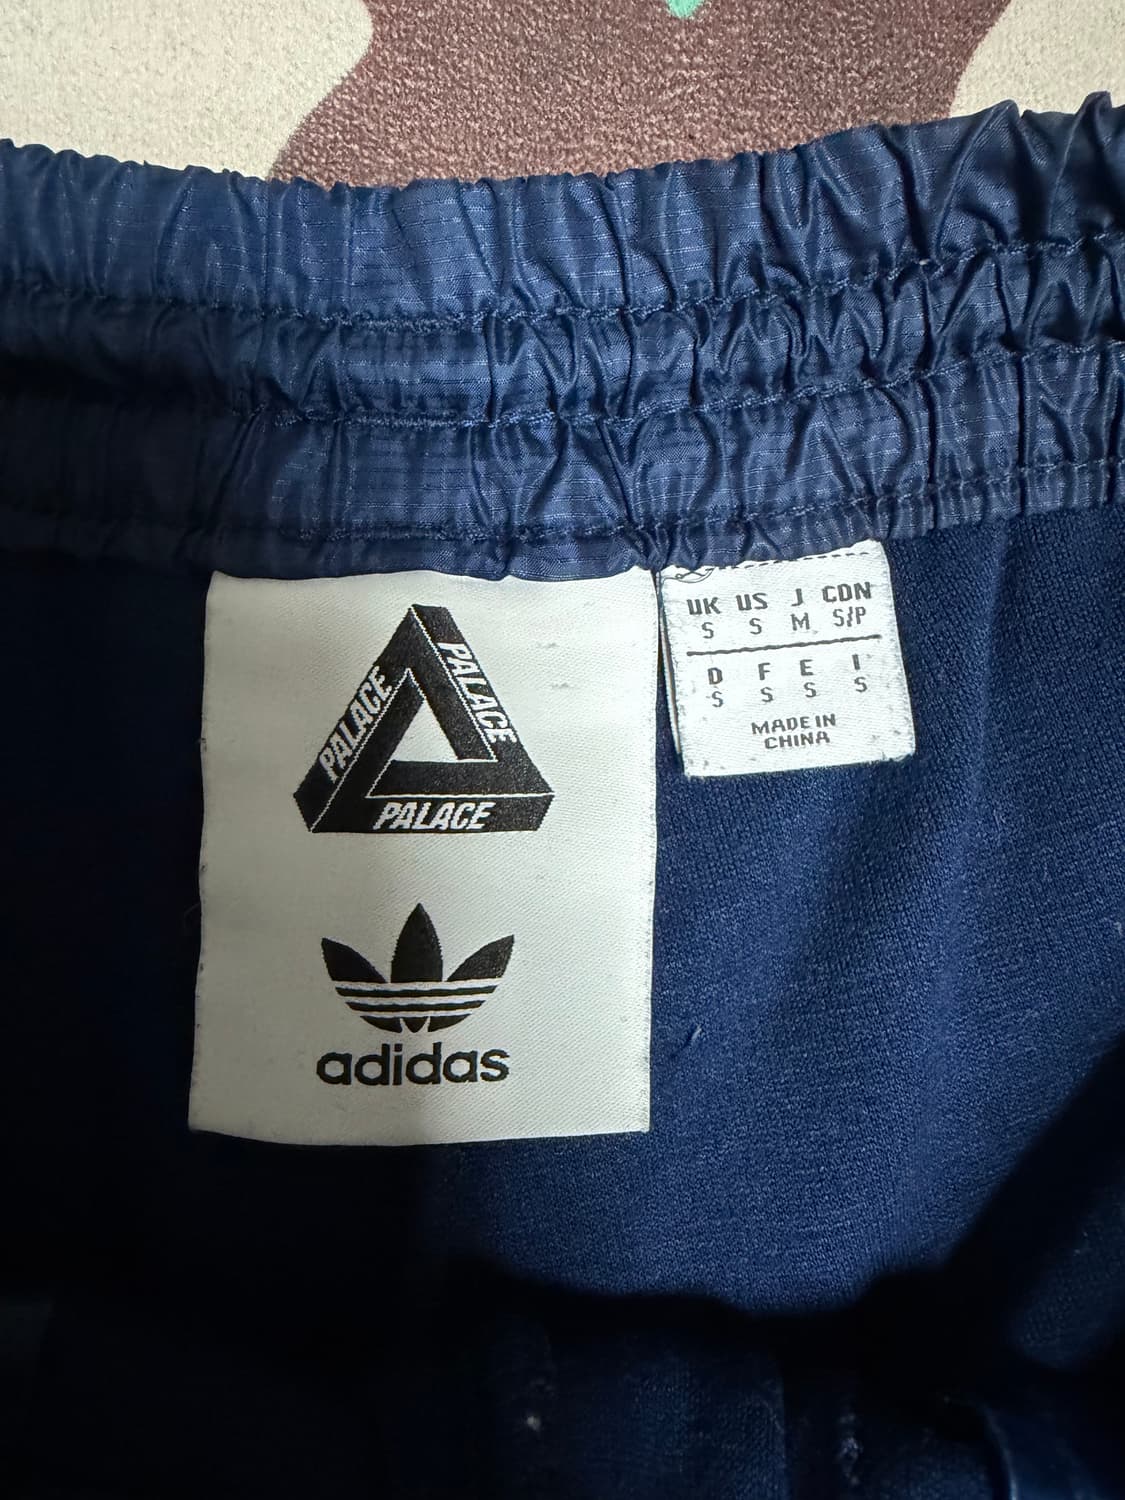 PALACE
PALACE
PALACE
adidas
UK US J CDN
S S M S/P
D F E I
S S S S
MADE IN
CHINA